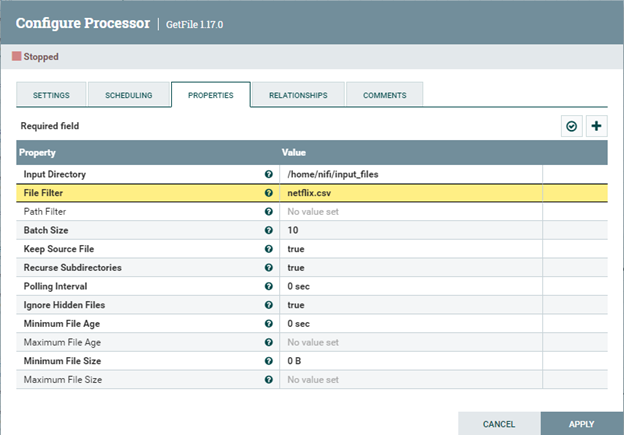 Configure Processor | GetFile 1.17.0
Stopped
SETTINGS SCHEDULING PROPERTIES RELATIONSHIPS COMMENTS
Required field
Property Value
Input Directory /home/nifi/input_files
File Filter netflix.csv
Path Filter No value set
Batch Size 10
Keep Source File true
Recurse Subdirectories true
Polling Interval 0 sec
Ignore Hidden Files true
Minimum File Age 0 sec
Maximum File Age No value set
Minimum File Size 0 B
Maximum File Size No value set
CANCEL APPLY